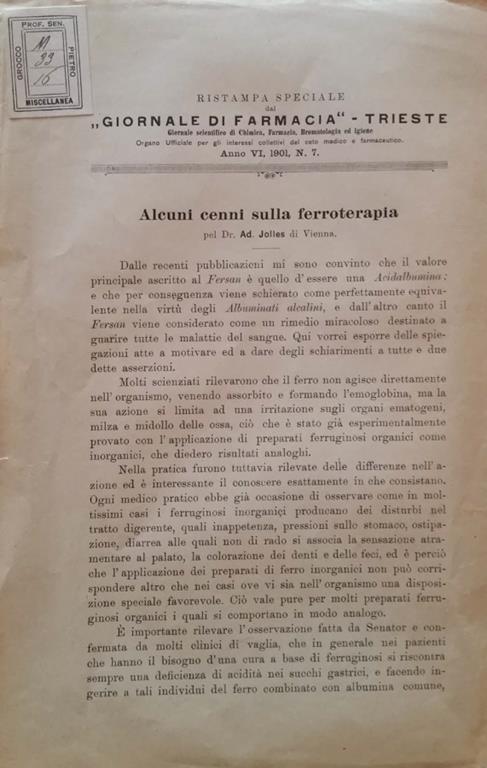 PROF. SEN.
GROCCO
PIETRO
M
33
16
MISCELLANEA
RISTAMPA SPECIALE
dal
„GIORNALE DI FARMACIA“ - TRIESTE
Giornale scientifico di Chimica, Farmacia, Bromatologia ed Igiene
Organo Ufficiale per gli interessi collettivi del ceto medico e farmaceutico.
Anno VI, 1901, N. 7.
Alcuni cenni sulla ferroterapia
pel Dr. Ad. Jolles di Vienna.
Dalle recenti pubblicazioni mi sono convinto che il valore
principale ascritto al Fersan è quello d'essere una Acidalbumina:
e che per conseguenza viene schierato come perfettamente equiva-
lente nella virtù degli Albuminati alcalini, e dall'altro canto il
Fersan viene considerato come un rimedio miracoloso destinato a
guarire tutte le malattie del sangue. Qui vorrei esporre delle spie-
gazioni atte a motivare ed a dare degli schiarimenti a tutte e due
dette asserzioni.
Molti scienziati rilevarono che il ferro non agisce direttamente
nell'organismo, venendo assorbito e formando l'emoglobina, ma la
sua azione si limita ad una irritazione sugli organi ematogeni,
milza e midollo delle ossa, ciò che è stato già esperimentalmente
provato con l'applicazione di preparati ferruginosi organici come
inorganici, che diedero risultati analoghi.
Nella pratica furono tuttavia rilevate delle differenze nell'a-
zione ed è interessante il conoscere esattamente in che consistano.
Ogni medico pratico ebbe già occasione di osservare come in mol-
tissimi casi i ferruginosi inorganici producano dei disturbi nel
tratto digerente, quali inappetenza, pressioni sullo stomaco, ostipa-
zione, diarrea alle quali non di rado si associa la sensazione atra-
mentare al palato, la colorazione dei denti e delle feci, ed è perciò
che l'applicazione dei preparati di ferro inorganici non può corri-
spondere altro che nei casi ove vi sia nell'organismo una dispo-
sizione speciale favorevole. Ciò vale pure per molti preparati ferru-
ginosi organici i quali si comportano in modo analogo.
È importante rilevare l'osservazione fatta da Senator e con-
fermata da molti clinici di vaglia, che in generale nei pazienti
che hanno il bisogno d'una cura a base di ferruginosi si riscontra
sempre una deficienza di acidità nei succhi gastrici, e facendo in-
gerire a tali individui del ferro combinato con albumina comune,